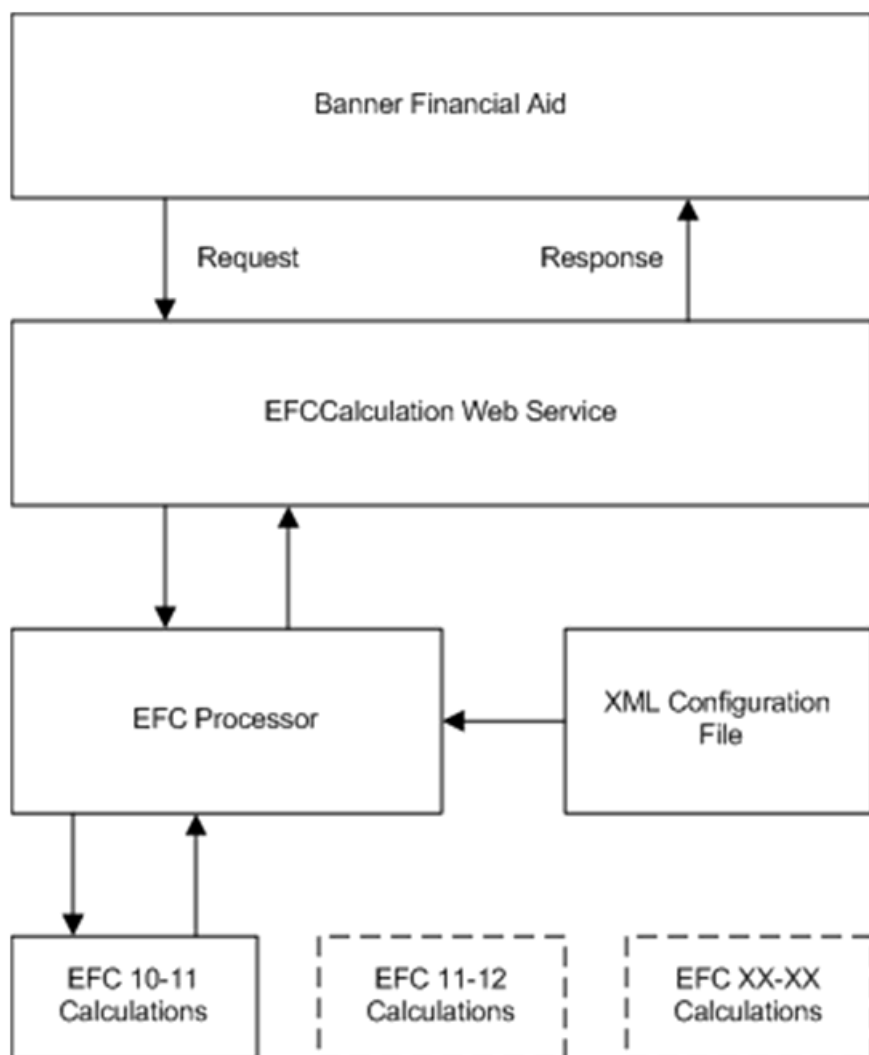 Banner Financial Aid
Request
Response
EFCCalculation Web Service
EFC Processor
XML Configuration
File
EFC 10-11
Calculations
EFC 11-12
Calculations
EFC XX-XX
Calculations